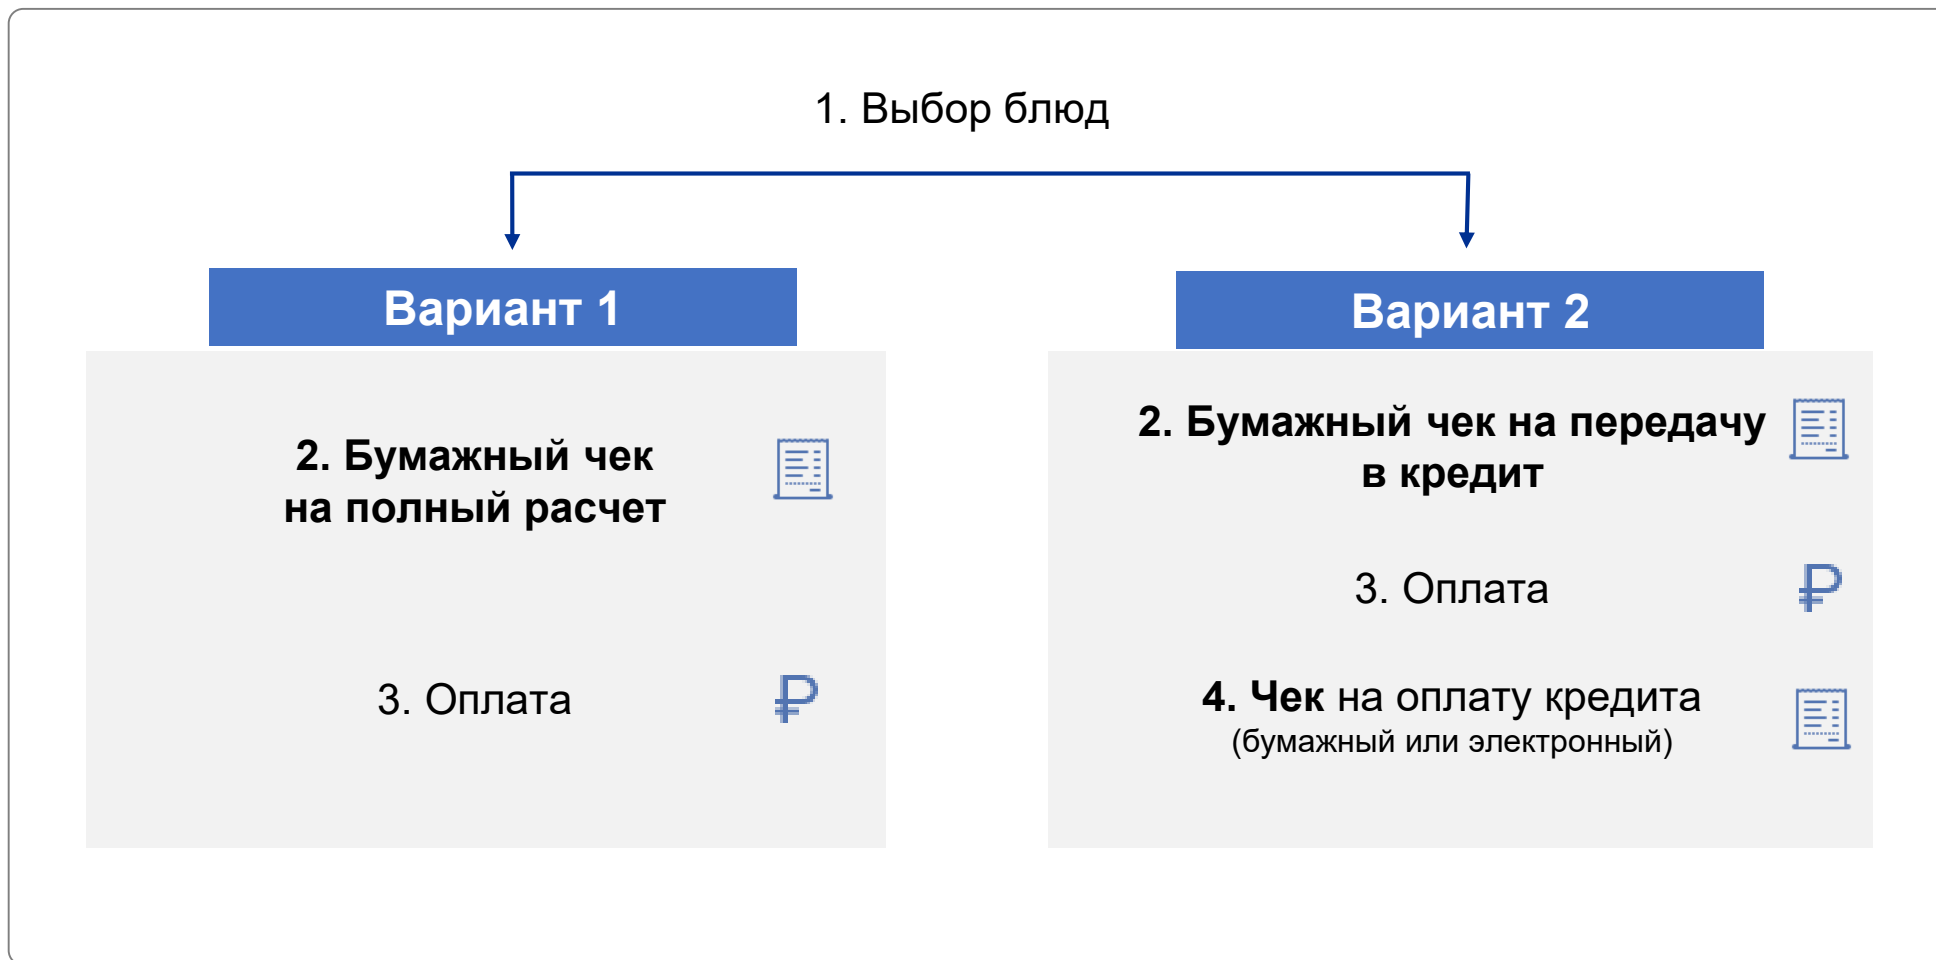 1. Выбор блюд
Вариант 1
2. Бумажный чек
на полный расчет
3. Оплата
Вариант 2
2. Бумажный чек на передачу
в кредит
3. Оплата
4. Чек на оплату кредита
(бумажный или электронный)